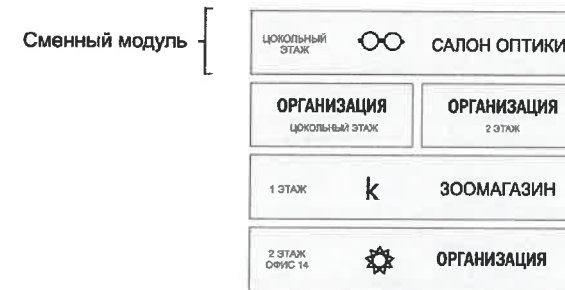 Сменный модуль
ЦОКОЛЬНЫЙ
ЭТАЖ
САЛОН ОПТИКИ
ОРГАНИЗАЦИЯ
ЦОКОЛЬНЫЙ ЭТАЖ
ОРГАНИЗАЦИЯ
2 ЭТАЖ
1 ЭТАЖ
k
ЗООМАГАЗИН
2 ЭТАЖ
ОФИС 14
ОРГАНИЗАЦИЯ